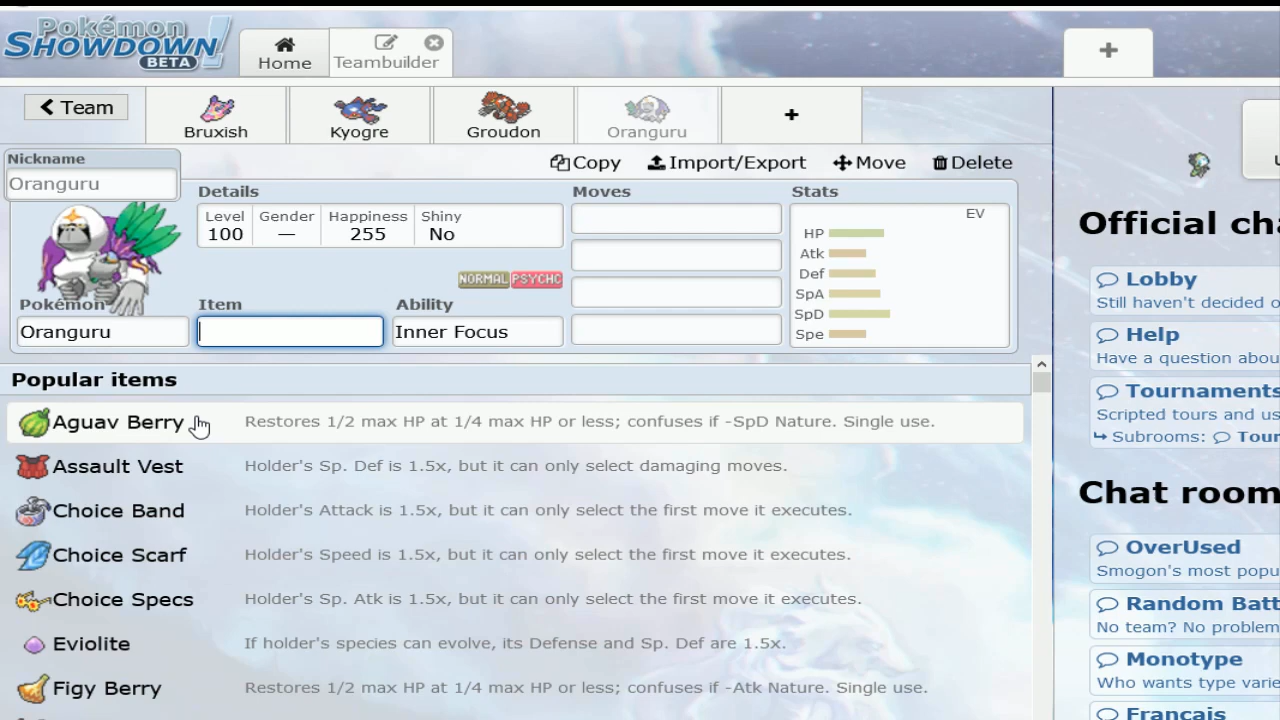 Pokémon
SHOWDOWN!
BETA
Home
Teambuilder
+
< Team
Bruxish
Kyogre
Groudon
Oranguru
+
Nickname
Oranguru
Copy
Import/Export
Move
Delete
Details
Level
100
Gender
—
Happiness
255
Shiny
No
NORMAL PSYCHC
Pokémon
Oranguru
Item
Ability
Inner Focus
Moves
Stats
EV
HP
Atk
Def
SpA
SpD
Spe
Popular items
Aguav Berry Restores 1/2 max HP at 1/4 max HP or less; confuses if -SpD Nature. Single use.
Assault Vest Holder's Sp. Def is 1.5x, but it can only select damaging moves.
Choice Band Holder's Attack is 1.5x, but it can only select the first move it executes.
Choice Scarf Holder's Speed is 1.5x, but it can only select the first move it executes.
Choice Specs Holder's Sp. Atk is 1.5x, but it can only select the first move it executes.
Eviolite If holder's species can evolve, its Defense and Sp. Def are 1.5x.
Figy Berry Restores 1/2 max HP at 1/4 max HP or less; confuses if -Atk Nature. Single use.
Official cha
Lobby
Still haven't decided o
Help
Have a question abou
Tournaments
Scripted tours and us
Subrooms: Tour
Chat room
OverUsed
Smogon's most popu
Random Batt
No team? No problem
Monotype
Who wants type varie
Français